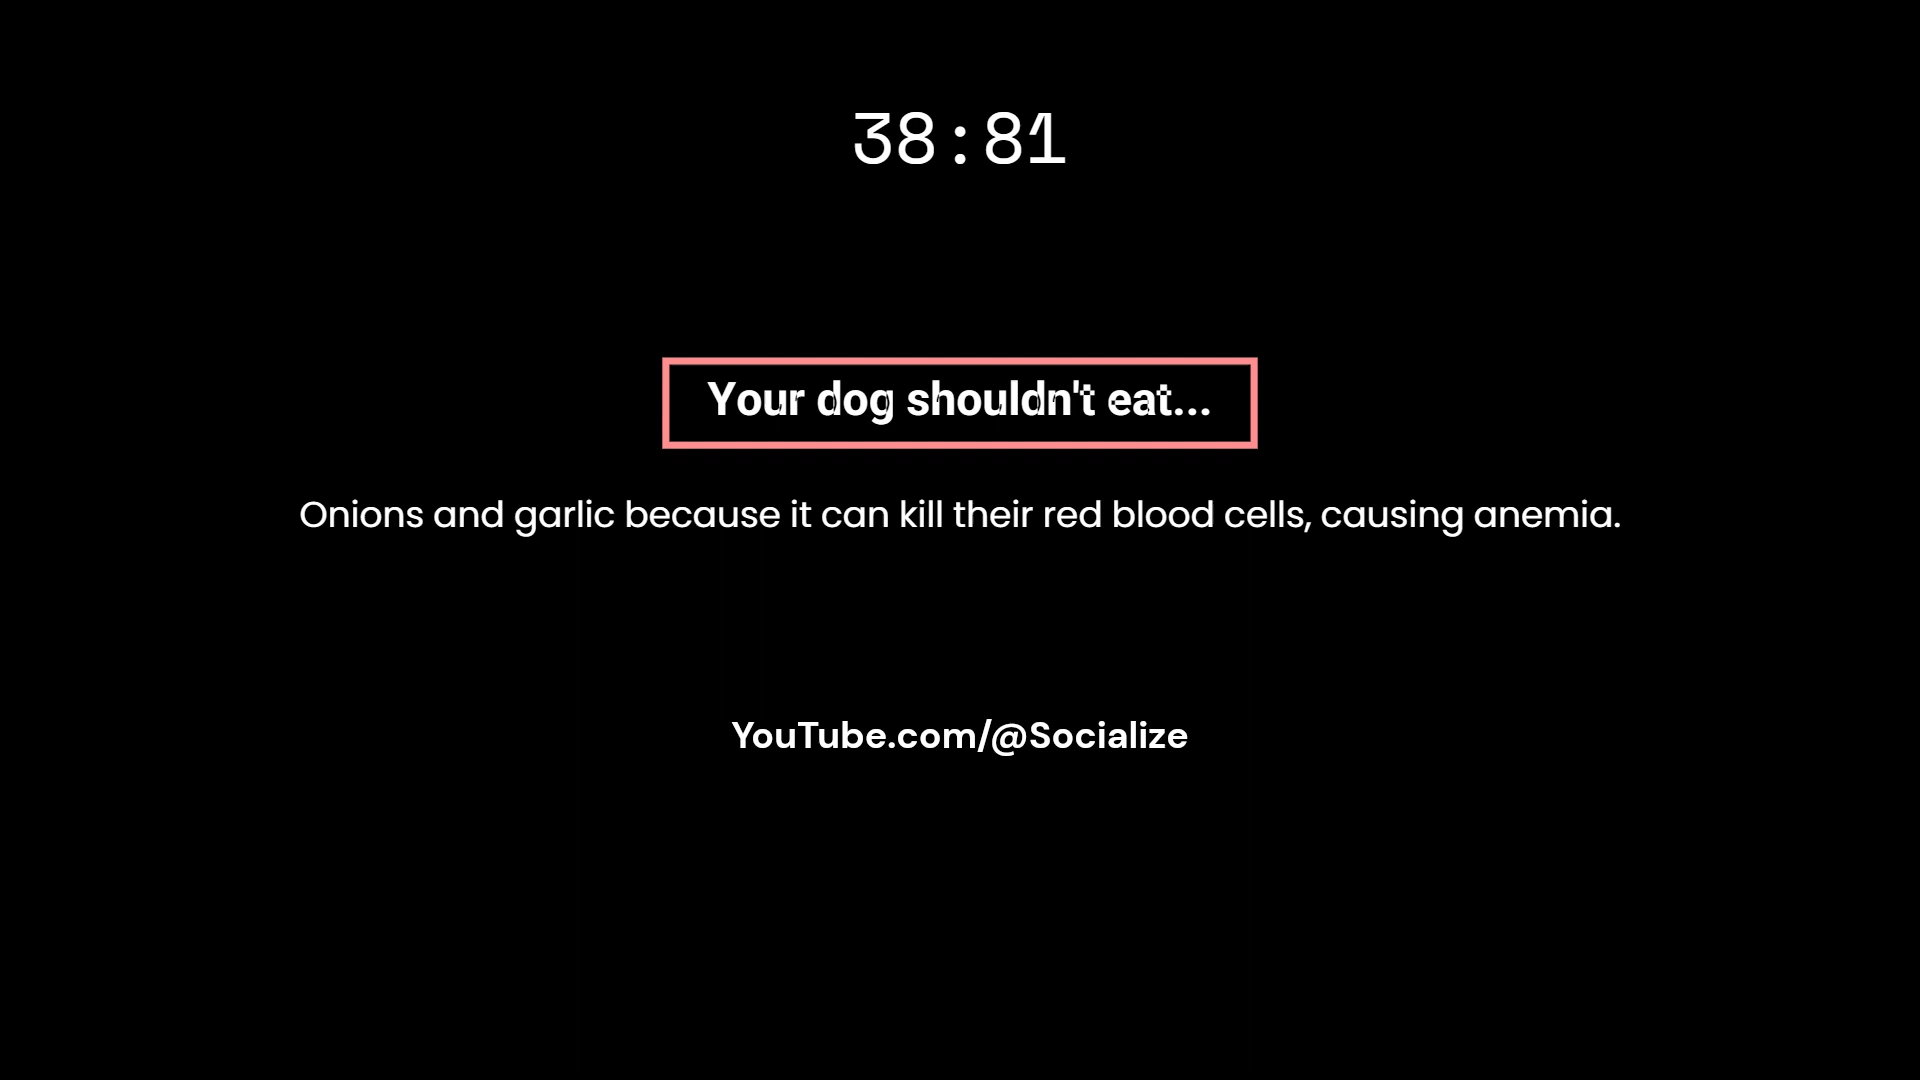 38:81
Your dog shouldn't eat...
Onions and garlic because it can kill their red blood cells, causing anemia.
YouTube.com/@Socialize